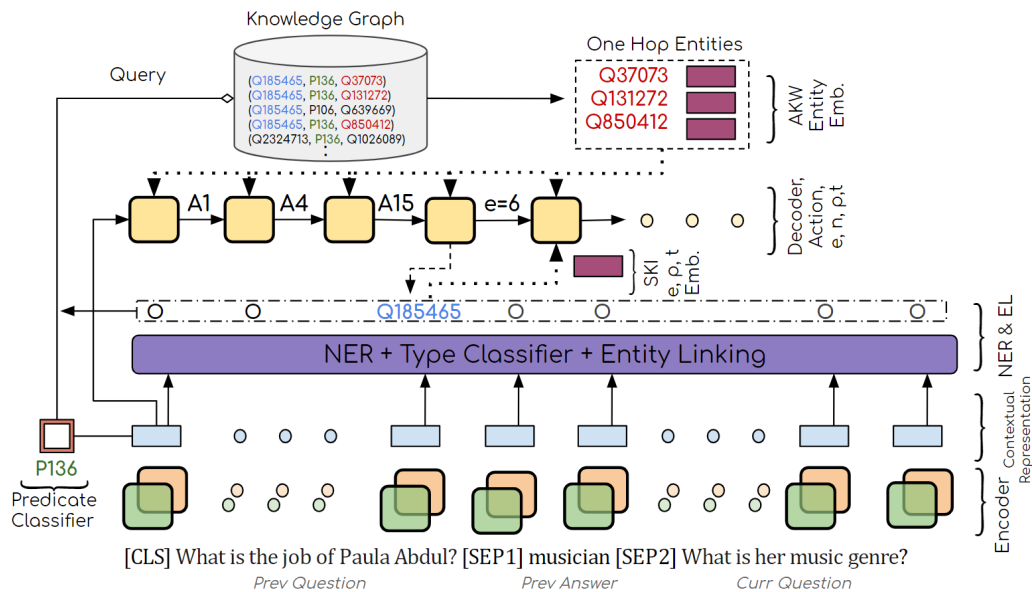 Knowledge Graph
One Hop Entities
Query
(Q185465, P136, Q37073)
(Q185465, P136, Q131272)
(Q185465, P106, Q639669)
(Q185465, P136, Q850412)
(Q2324713, P136, Q1026089)
:
Q37073
Q131272
Q850412
AKW
Entity
Emb.
A1
A4
A15
e=6
Decoder,
Action,
e, n, ρ,t
SKI
e, ρ, t
Emb.
O O Q185465 O O O O
NER & EL
NER + Type Classifier + Entity Linking
Contextual
Representation
P136
Predicate
Classifier
Encoder
[CLS] What is the job of Paula Abdul? [SEP1] musician [SEP2] What is her music genre?
Prev Question Prev Answer Curr Question